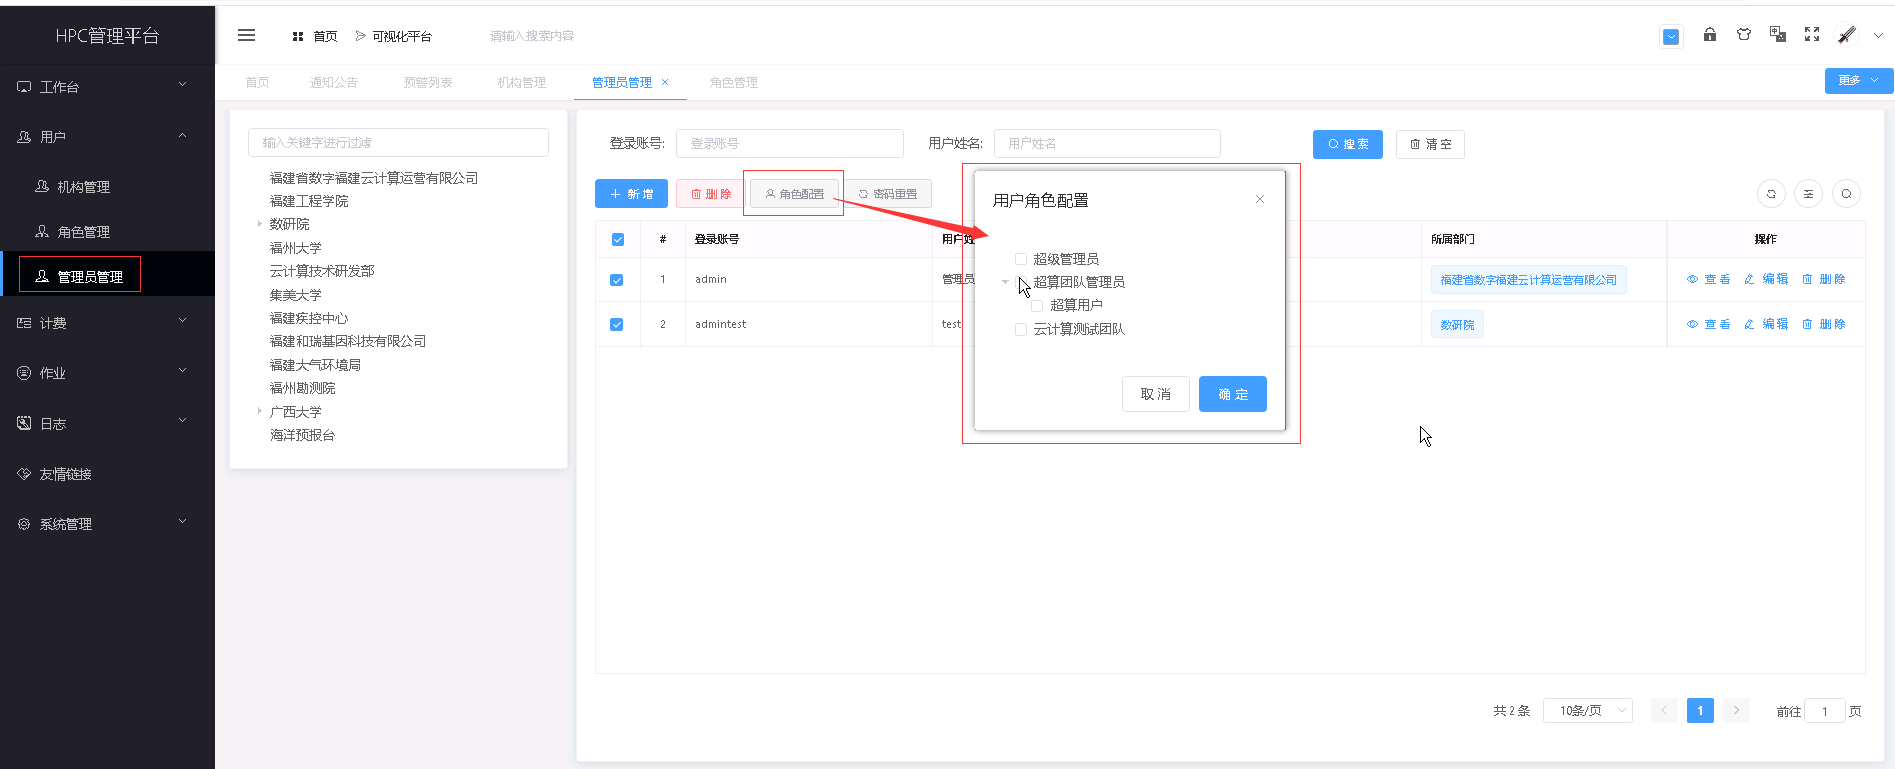 HPC管理平台
首页
可视化平台
请输入搜索内容
首页
通知公告
预警列表
机构管理
管理员管理
角色管理
更多
工作台
用户
机构管理
角色管理
管理员管理
计费
作业
日志
友情链接
系统管理
输入关键字进行过滤
福建省数字福建云计算运营有限公司
福建工程学院
数研院
福州大学
云计算技术研发部
集美大学
福建疾控中心
福建和瑞基因科技有限公司
福建大气环境局
福州勘测院
广西大学
海洋预报台
登录账号: 登录账号 用户姓名: 用户姓名 搜索 清空
新增 删除 角色配置 密码重置
# 登录账号 用户姓 所属部门 操作
1 admin 管理员 福建省数字福建云计算运营有限公司 查看 编辑 删除
2 admintest test 数研院 查看 编辑 删除
用户角色配置
超级管理员
超算团队管理员
超算用户
云计算测试团队
取消 确定
共 2 条 10条/页 1 前往 1 页